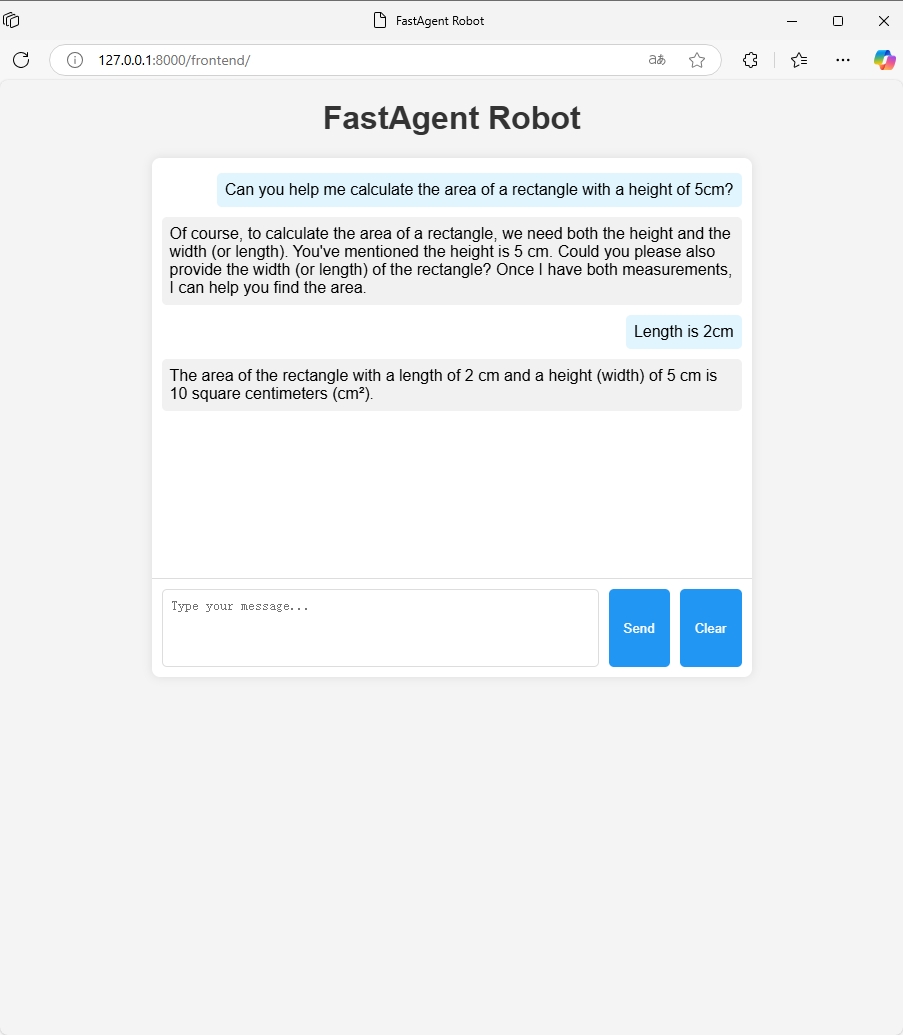 FastAgent Robot
127.0.0.1:8000/frontend/
aあ
FastAgent Robot
Can you help me calculate the area of a rectangle with a height of 5cm?
Of course, to calculate the area of a rectangle, we need both the height and the
width (or length). You've mentioned the height is 5 cm. Could you please also
provide the width (or length) of the rectangle? Once I have both measurements,
I can help you find the area.
Length is 2cm
The area of the rectangle with a length of 2 cm and a height (width) of 5 cm is
10 square centimeters (cm²).
Type your message...
Send
Clear